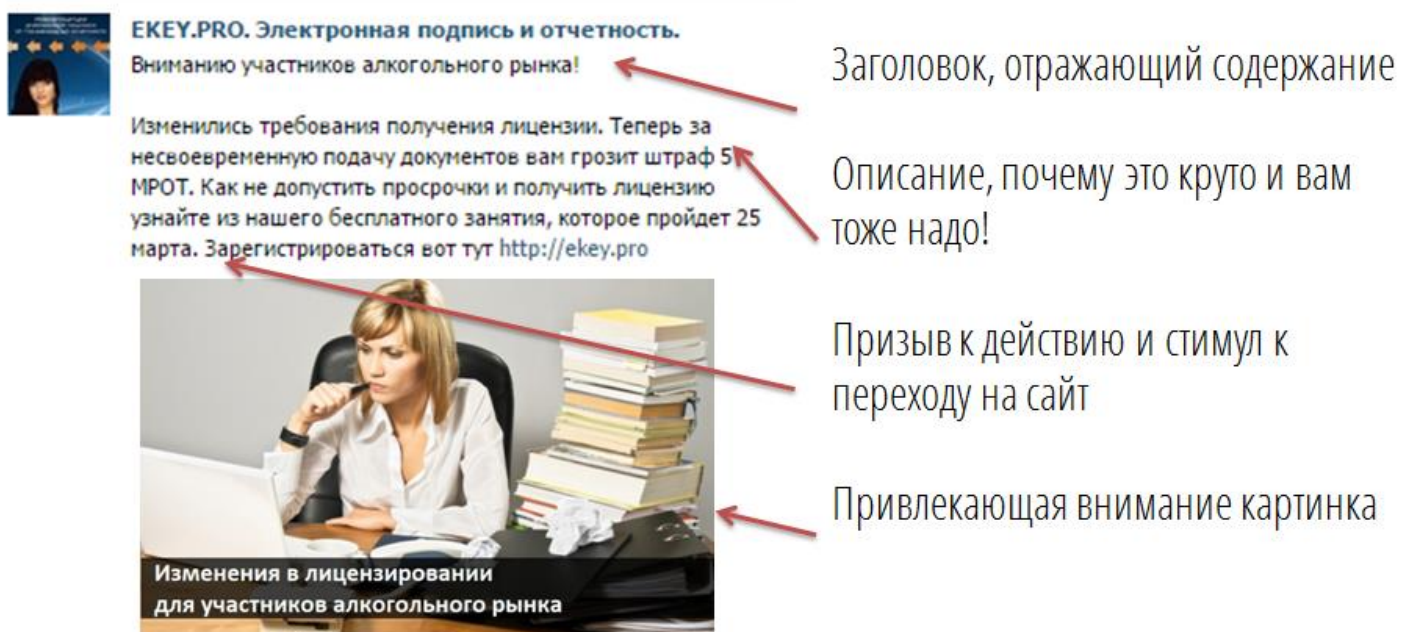 EKEY.PRO. Электронная подпись и отчетность.
Вниманию участников алкогольного рынка!
Изменились требования получения лицензии. Теперь за
несвоевременную подачу документов вам грозит штраф 5
МРОТ. Как не допустить просрочки и получить лицензию
узнайте из нашего бесплатного занятия, которое пройдет 25
марта. Зарегистрироваться вот тут http://ekey.pro
Изменения в лицензировании
для участников алкогольного рынка
Заголовок, отражающий содержание
Описание, почему это круто и вам
тоже надо!
Призыв к действию и стимул к
переходу на сайт
Привлекающая внимание картинка